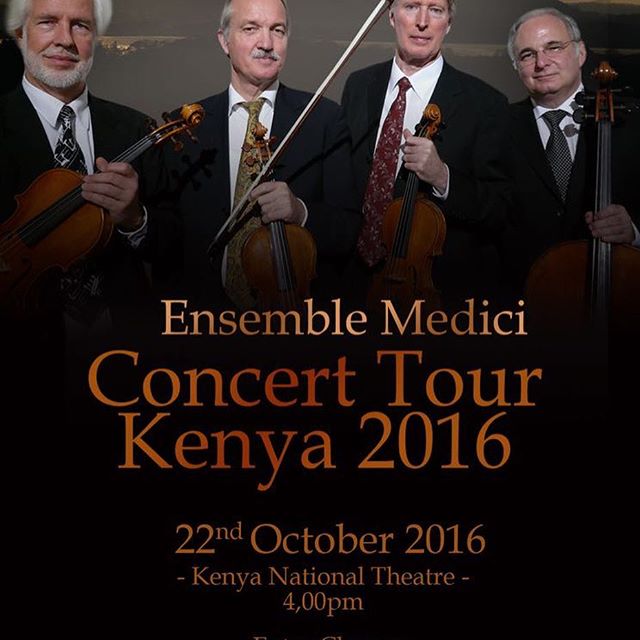 Ensemble Medici
Concert Tour
Kenya 2016
22nd October 2016
- Kenya National Theatre -
4,00pm